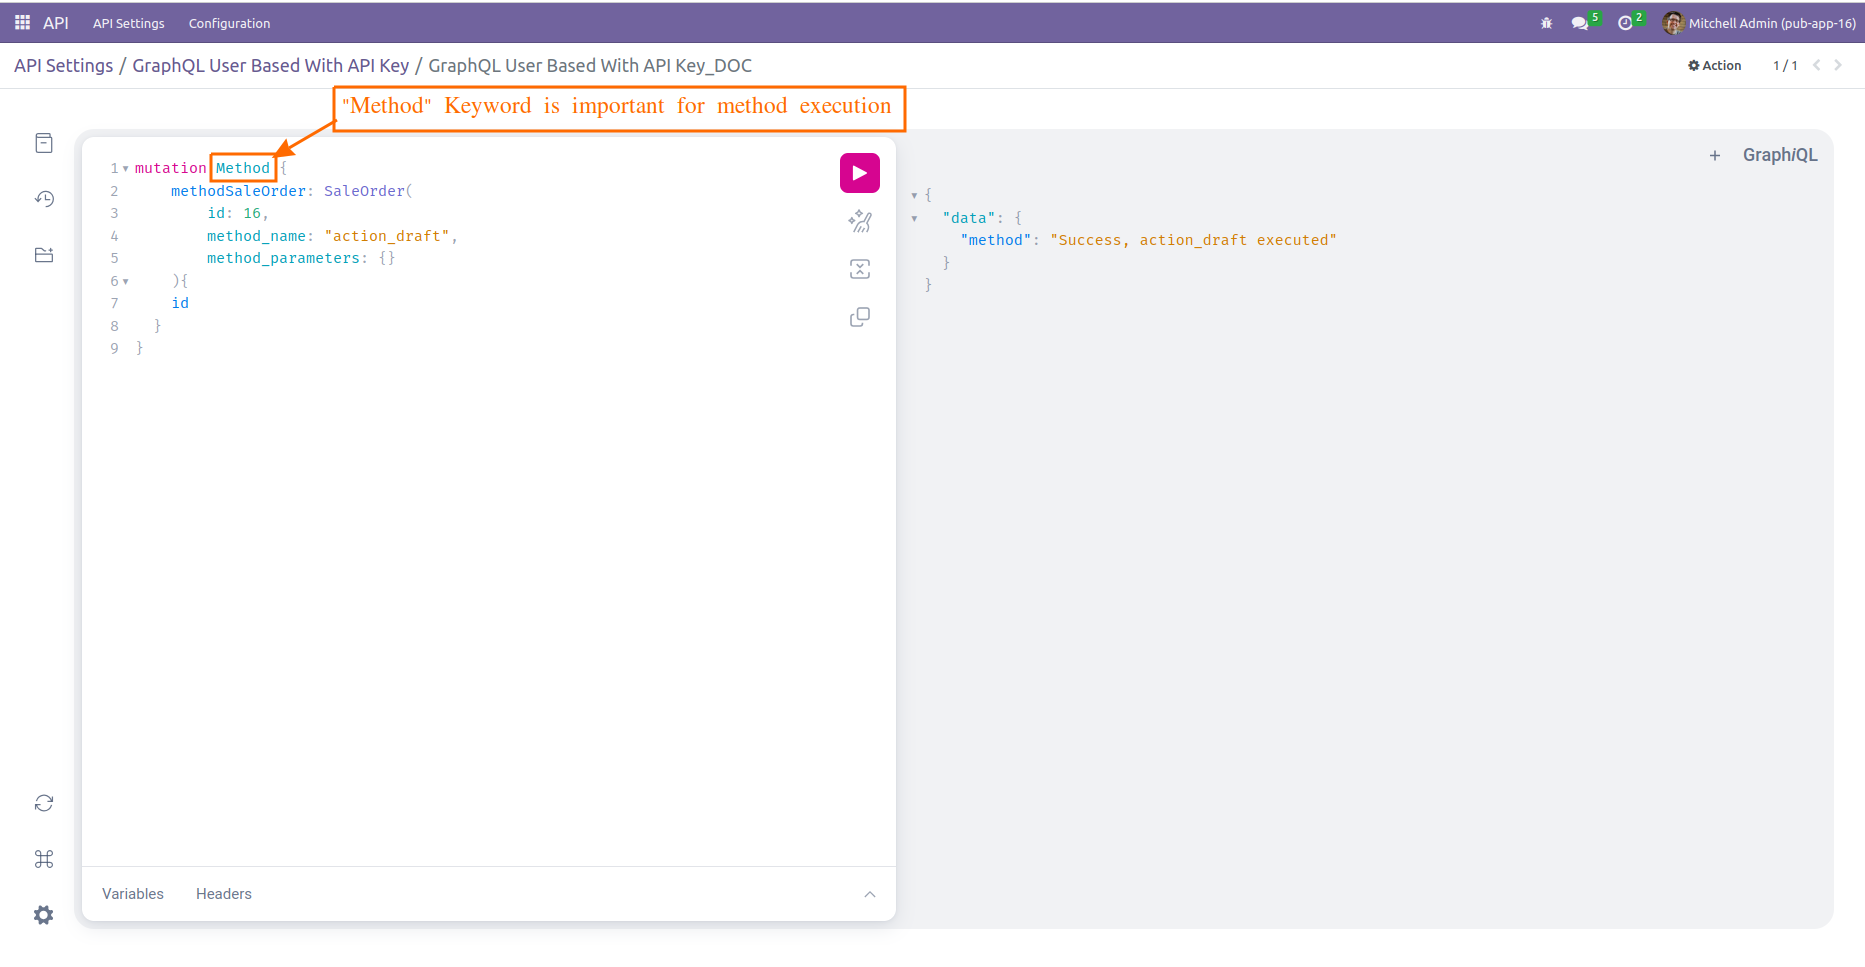 API API Settings Configuration 5 2 Mitchell Admin (pub-app-16)
API Settings / GraphQL User Based With API Key / GraphQL User Based With API Key_DOC Action 1 / 1
"Method" Keyword is important for method execution
GraphiQL
1 mutation Method {
2 methodSaleOrder: SaleOrder(
3 id: 16,
4 method_name: "action_draft",
5 method_parameters: {}
6 ){
7 id
8 }
9 }
{
"data": {
"method": "Success, action_draft executed"
}
}
Variables Headers